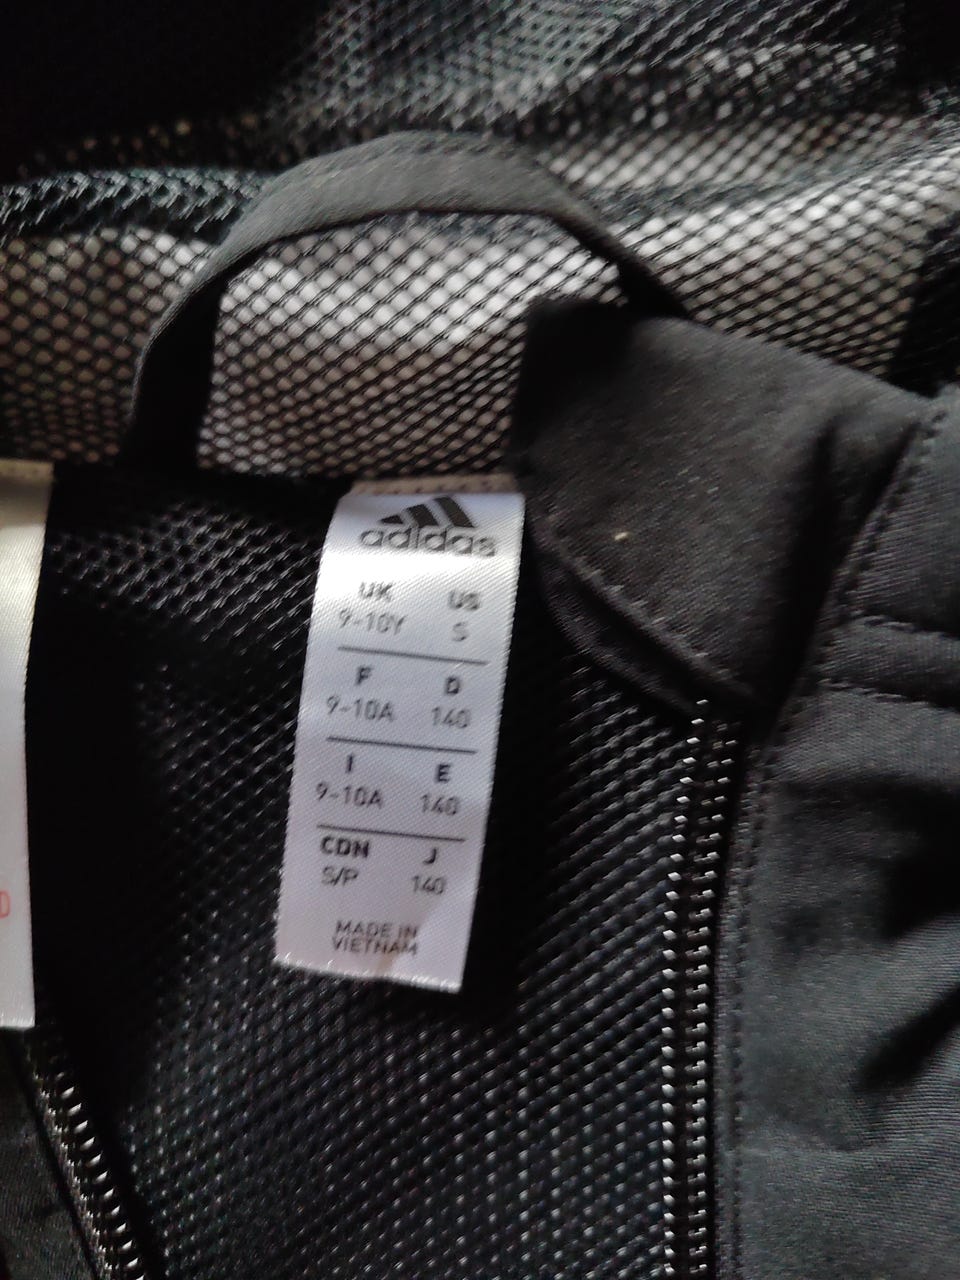 adidas
UK US
9-10Y S
F D
9-10A 140
I E
9-10A 140
CDN J
S/P 140
MADE IN
VIETNAM
D